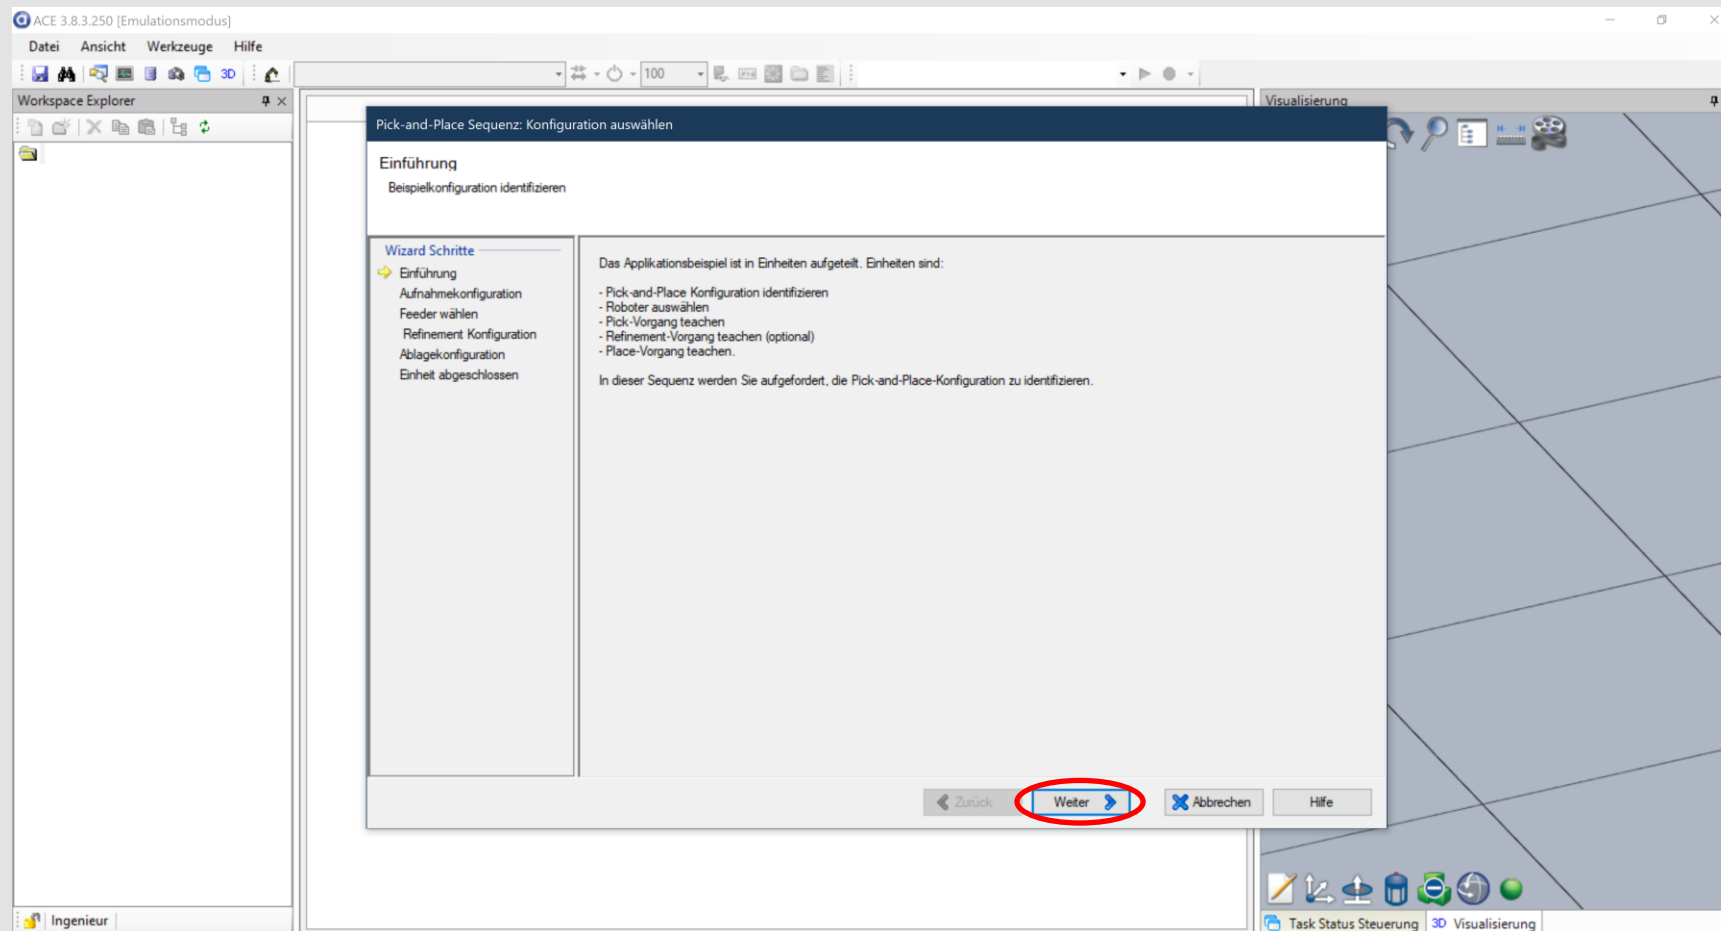 ACE 3.8.3.250 [Emulationsmodus]
Datei Ansicht Werkzeuge Hilfe
3D
100
Workspace Explorer
Visualisierung
Pick-and-Place Sequenz: Konfiguration auswählen
Einführung
Beispielkonfiguration identifizieren
Wizard Schritte
Einführung
Aufnahmekonfiguration
Feeder wählen
Refinement Konfiguration
Ablagekonfiguration
Einheit abgeschlossen
Das Applikationsbeispiel ist in Einheiten aufgeteilt. Einheiten sind:
- Pick-and-Place Konfiguration identifizieren
- Roboter auswählen
- Pick-Vorgang teachen
- Refinement-Vorgang teachen (optional)
- Place-Vorgang teachen.
In dieser Sequenz werden Sie aufgefordert, die Pick-and-Place-Konfiguration zu identifizieren.
Zurück Weiter Abbrechen Hilfe
Ingenieur
Task Status Steuerung 3D Visualisierung